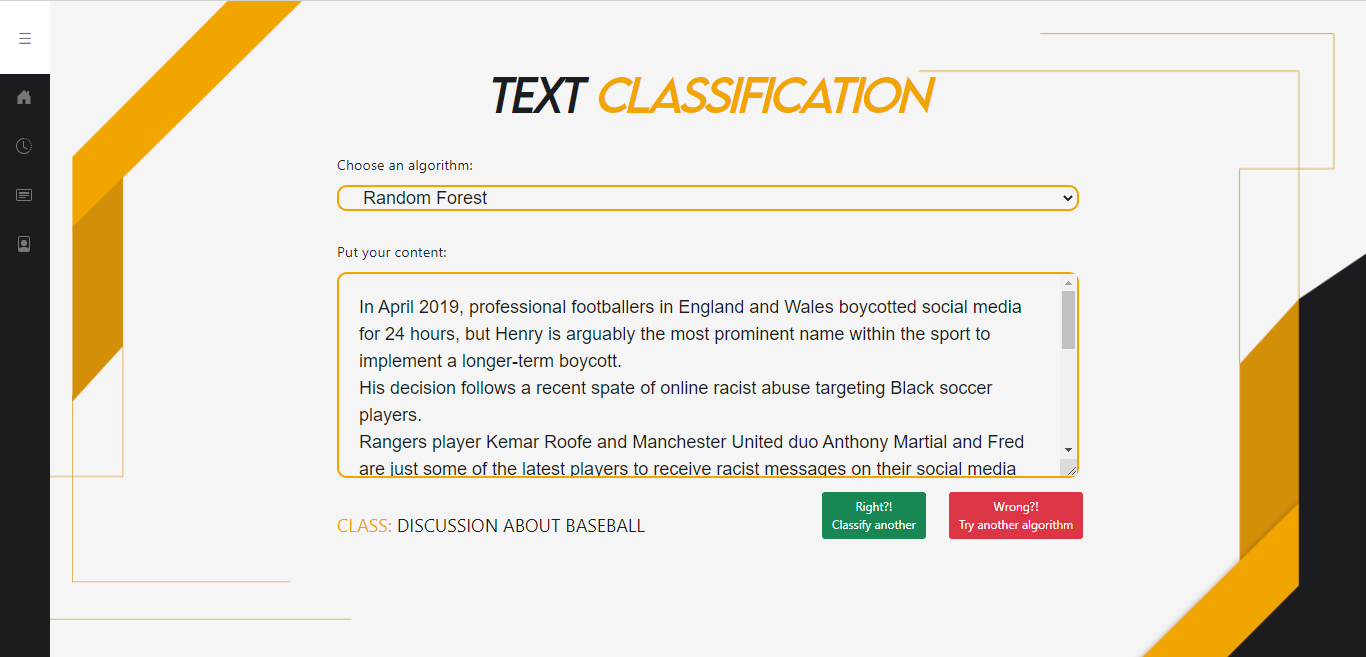 TEXT CLASSIFICATION
Choose an algorithm:
Random Forest
Put your content:
In April 2019, professional footballers in England and Wales boycotted social media
for 24 hours, but Henry is arguably the most prominent name within the sport to
implement a longer-term boycott.
His decision follows a recent spate of online racist abuse targeting Black soccer
players.
Rangers player Kemar Roofe and Manchester United duo Anthony Martial and Fred
are just some of the latest players to receive racist messages on their social media
CLASS: DISCUSSION ABOUT BASEBALL
Right?!
Classify another
Wrong?!
Try another algorithm